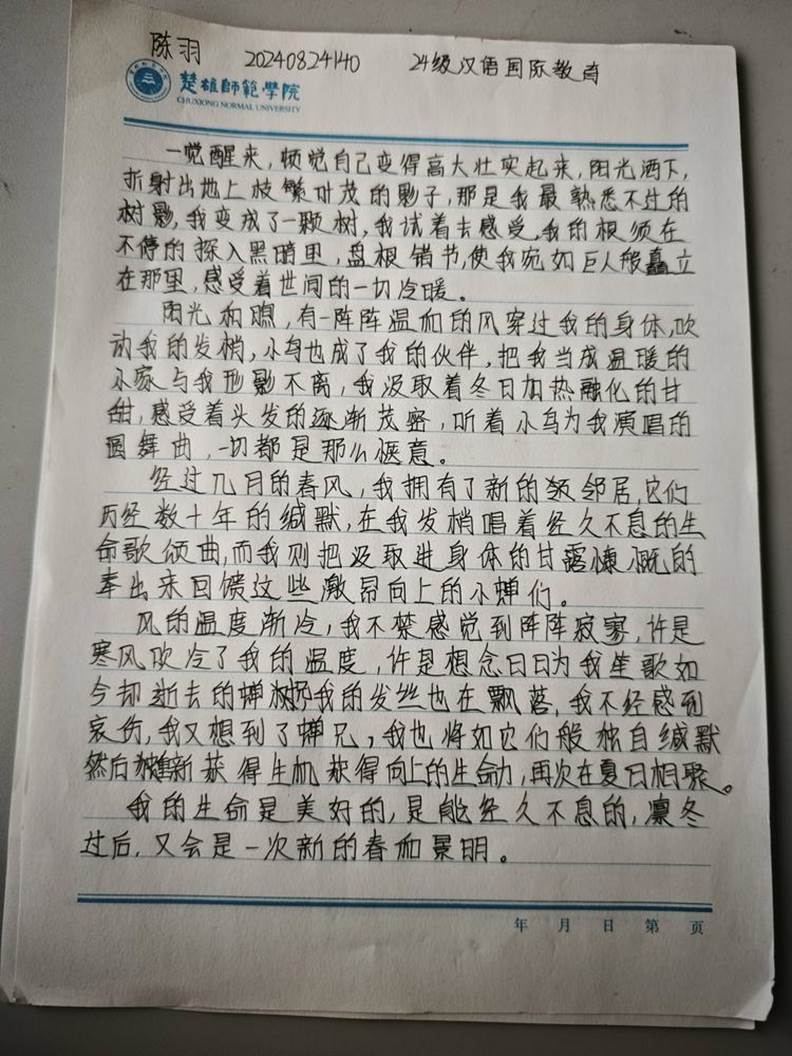 陈羽 20240824140 24级汉语国际教育
楚雄師範學院
CHUXIONG NORMAL UNIVERSITY
一觉醒来，顿觉自己变得高大壮实起来，阳光洒下，
折射出地上枝繁叶茂的影子，那是我最熟悉不过的
树影，我变成了一颗树，我试着去感受，我的根须在
不停的探入黑暗里，盘根错节，使我宛如巨人般矗立
在那里，感受着世间的一切冷暖。
阳光和曛，有一阵阵温和的风穿过我的身体，吹
动我的发梢，小鸟也成了我的伙伴，把我当成温暖的
小家与我形影不离，我汲取着冬日加热融化的甘
甜，感受着头发的逐渐茂密，听着小鸟为我演唱的
圆舞曲，一切都是那么惬意。
经过几月的春风，我拥有了新的邻居，它们
历经数十年的缄默，在我发梢唱着经久不息的生
命歌颂曲，而我则把汲取进身体的甘露慷慨的
奉出来回馈这些激昂向上的小蝉们。
风的温度渐冷，我不禁感觉到阵阵寂寥，许是
寒风吹冷了我的温度，许是想念日日为我笙歌如
今却逝去的蝉，我的发丝也在飘落，我不经感到
哀伤，我又想到了蝉兄，我也将如它们般独自缄默
然后重新获得生机获得向上的生命力，再次在夏日相聚。
我的生命是美好的，是能经久不息的，凛冬
过后，又会是一次新的春和景明。
年 月 日 第 页